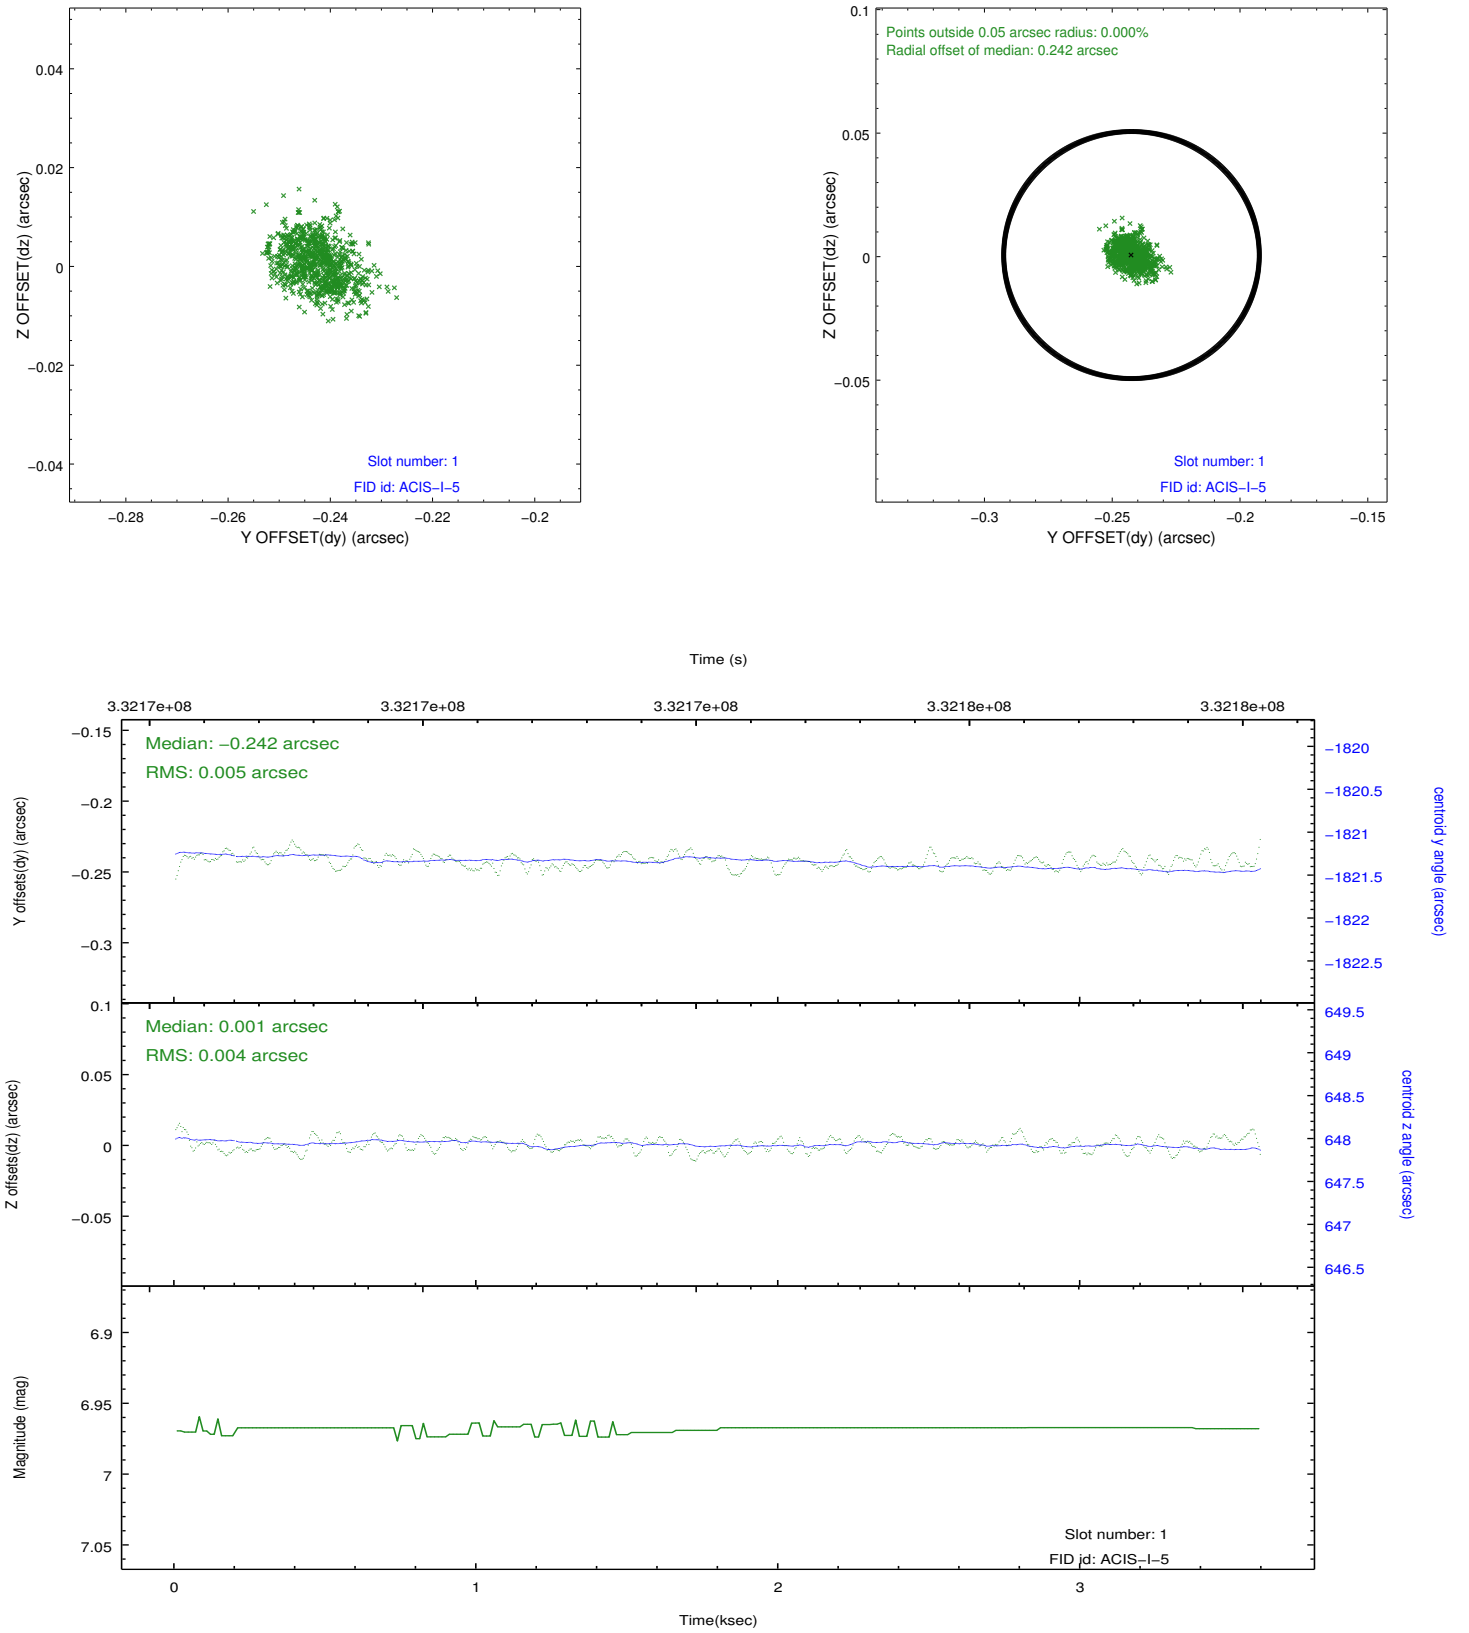 0.04
0.02
0
−0.02
−0.04
Z OFFSET(dz) (arcsec)
Slot number: 1
FID id: ACIS−I−5
−0.28
−0.26
−0.24
−0.22
−0.2
Y OFFSET(dy) (arcsec)
0.1
0.05
0
−0.05
Z OFFSET(dz) (arcsec)
Points outside 0.05 arcsec radius: 0.000%
Radial offset of median: 0.242 arcsec
Slot number: 1
FID id: ACIS−I−5
−0.3
−0.25
−0.2
−0.15
Y OFFSET(dy) (arcsec)
Time (s)
3.3217e+08
3.3217e+08
3.3217e+08
3.3218e+08
3.3218e+08
−0.15
−0.2
−0.25
−0.3
Y offsets(dy) (arcsec)
Median: −0.242 arcsec
RMS: 0.005 arcsec
−1820
−1820.5
−1821
−1821.5
−1822
−1822.5
centroid y angle (arcsec)
0.1
0.05
0
−0.05
Z offsets(dz) (arcsec)
Median: 0.001 arcsec
RMS: 0.004 arcsec
649.5
649
648.5
648
647.5
647
646.5
centroid z angle (arcsec)
6.9
6.95
7
7.05
Magnitude (mag)
Slot number: 1
FID id: ACIS−I−5
0
1
2
3
Time(ksec)